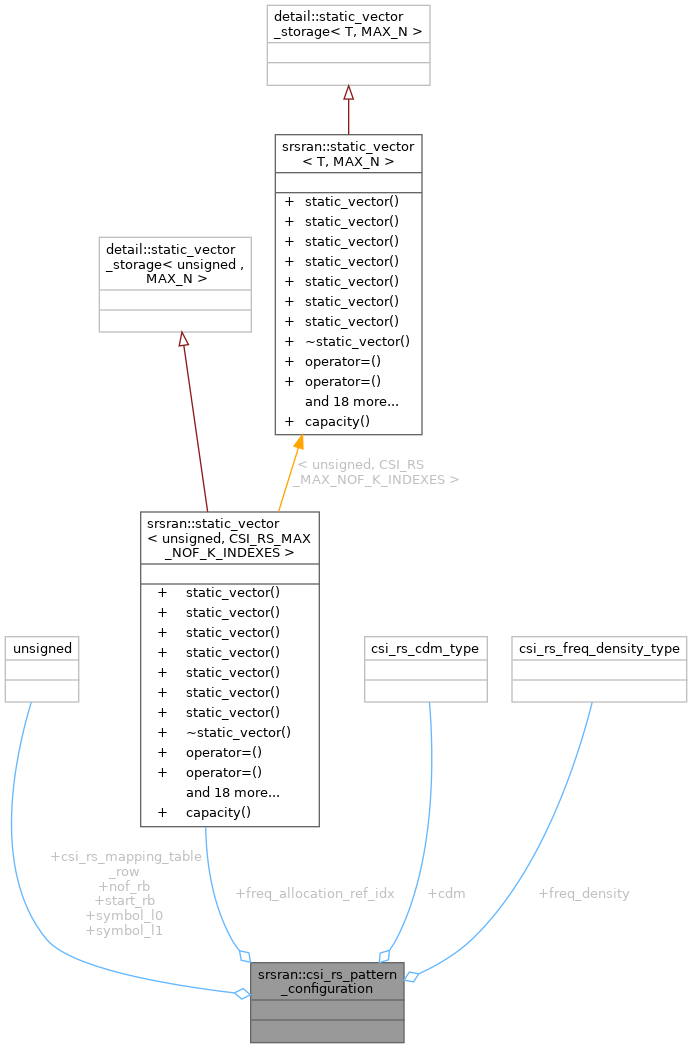 detail::static_vector
_storage< T, MAX_N >
srsran::static_vector
< T, MAX_N >
+ static_vector()
+ static_vector()
+ static_vector()
+ static_vector()
+ static_vector()
+ static_vector()
+ static_vector()
+ ~static_vector()
+ operator=()
+ operator=()
and 18 more...
+ capacity()
detail::static_vector
_storage< unsigned ,
MAX_N >
< unsigned, CSI_RS
_MAX_NOF_K_INDEXES >
srsran::static_vector
< unsigned, CSI_RS_MAX
_NOF_K_INDEXES >
+ static_vector()
+ static_vector()
+ static_vector()
+ static_vector()
+ static_vector()
+ static_vector()
+ static_vector()
+ ~static_vector()
+ operator=()
+ operator=()
and 18 more...
+ capacity()
unsigned
csi_rs_cdm_type
csi_rs_freq_density_type
+csi_rs_mapping_table
_row
+nof_rb
+start_rb
+symbol_l0
+symbol_l1
+freq_allocation_ref_idx
+cdm
+freq_density
srsran::csi_rs_pattern
_configuration